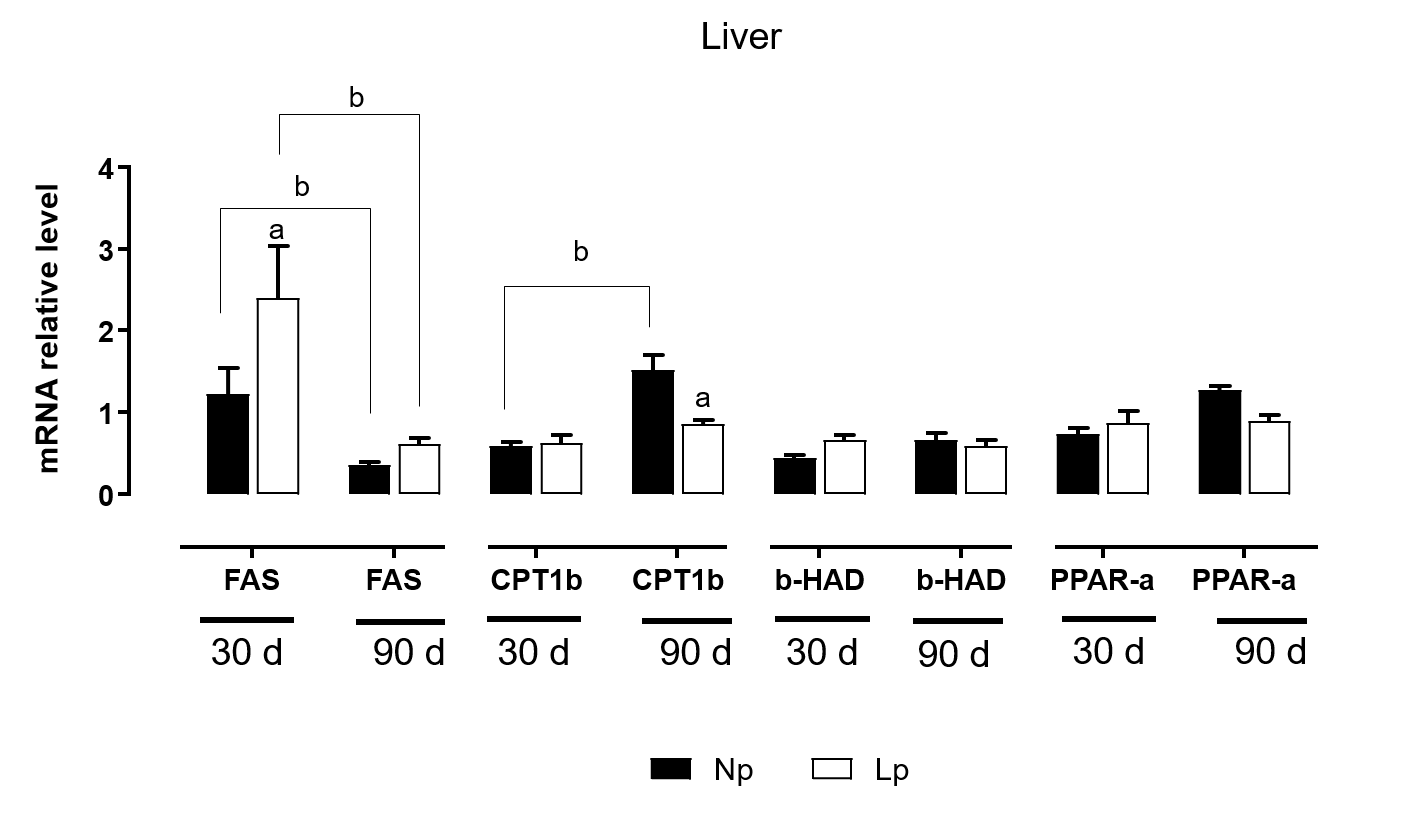 Liver
b
b
a
b
a
mRNA relative level
4
3
2
1
0
FAS FAS CPT1b CPT1b b-HAD b-HAD PPAR-a PPAR-a
30 d 90 d 30 d 90 d 30 d 90 d 30 d 90 d
Np Lp